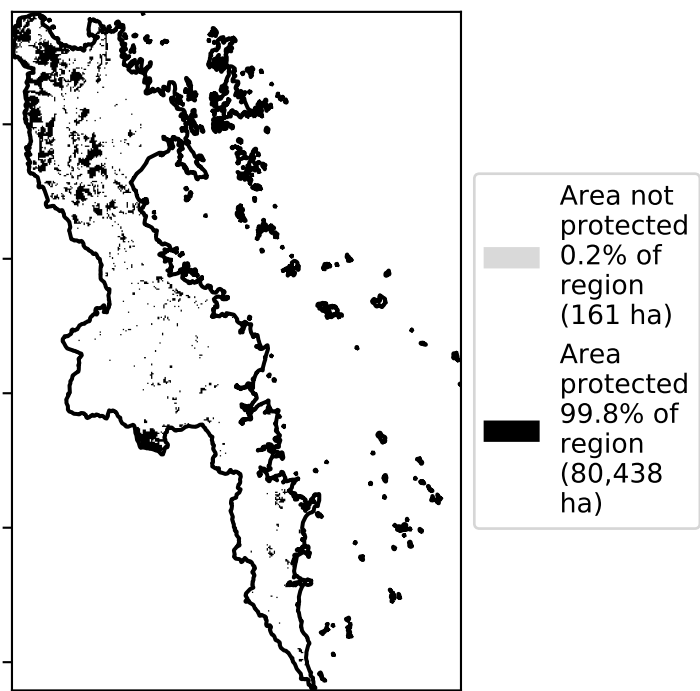 Area not
protected
0.2% of
region
(161 ha)
Area
protected
99.8% of
region
(80,438
ha)